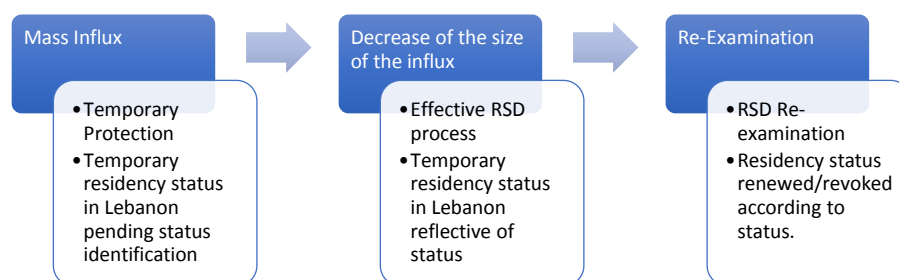 Mass Influx
•Temporary
Protection
•Temporary
residency status
in Lebanon
pending status
identification
Decrease of the size
of the influx
•Effective RSD
process
•Temporary
residency status
in Lebanon
reflective of
status
Re-Examination
•RSD Re-
examination
•Residency status
renewed/revoked
according to
status.